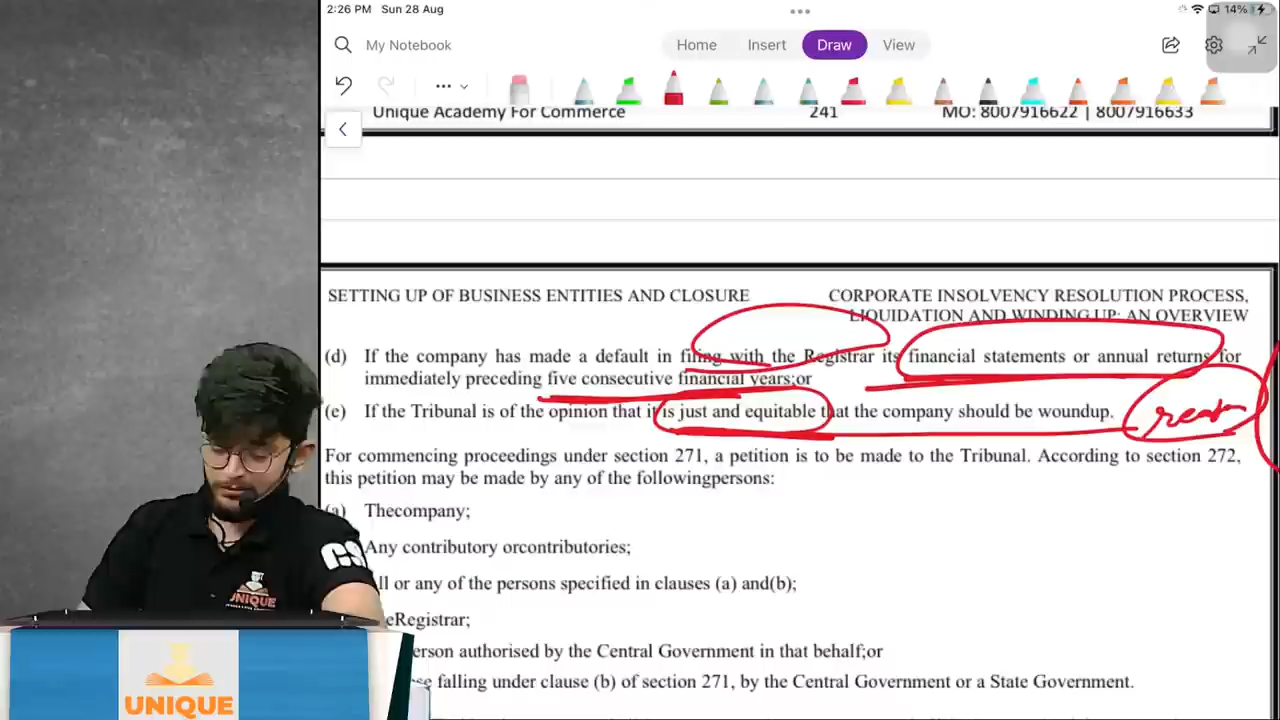 2:26 PM Sun 28 Aug
14%
My Notebook
Home Insert Draw View
Unique Academy For Commerce 241 MO: 8007916622 | 8007916633
SETTING UP OF BUSINESS ENTITIES AND CLOSURE CORPORATE INSOLVENCY RESOLUTION PROCESS,
LIQUIDATION AND WINDING UP: AN OVERVIEW
(d) If the company has made a default in filing with the Registrar its financial statements or annual returns for
immediately preceding five consecutive financial years;or
(e) If the Tribunal is of the opinion that it is just and equitable that the company should be woundup.
For commencing proceedings under section 271, a petition is to be made to the Tribunal. According to section 272,
this petition may be made by any of the followingpersons:
(a) Thecompany;
Any contributory orcontributories;
ll or any of the persons specified in clauses (a) and(b);
eRegistrar;
erson authorised by the Central Government in that behalf;or
se falling under clause (b) of section 271, by the Central Government or a State Government.
CS
UNIQUE
UNIQUE